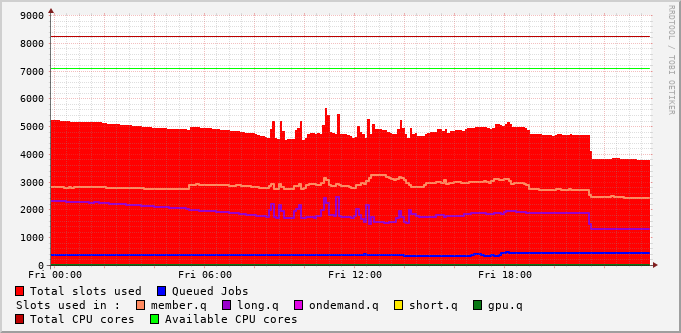 RRDTOOL / TOBI OETIKER
9000
8000
7000
6000
5000
4000
3000
2000
1000
0
Fri 00:00 Fri 06:00 Fri 12:00 Fri 18:00
Total slots used Queued Jobs
Slots used in : member.q long.q ondemand.q short.q gpu.q
Total CPU cores Available CPU cores